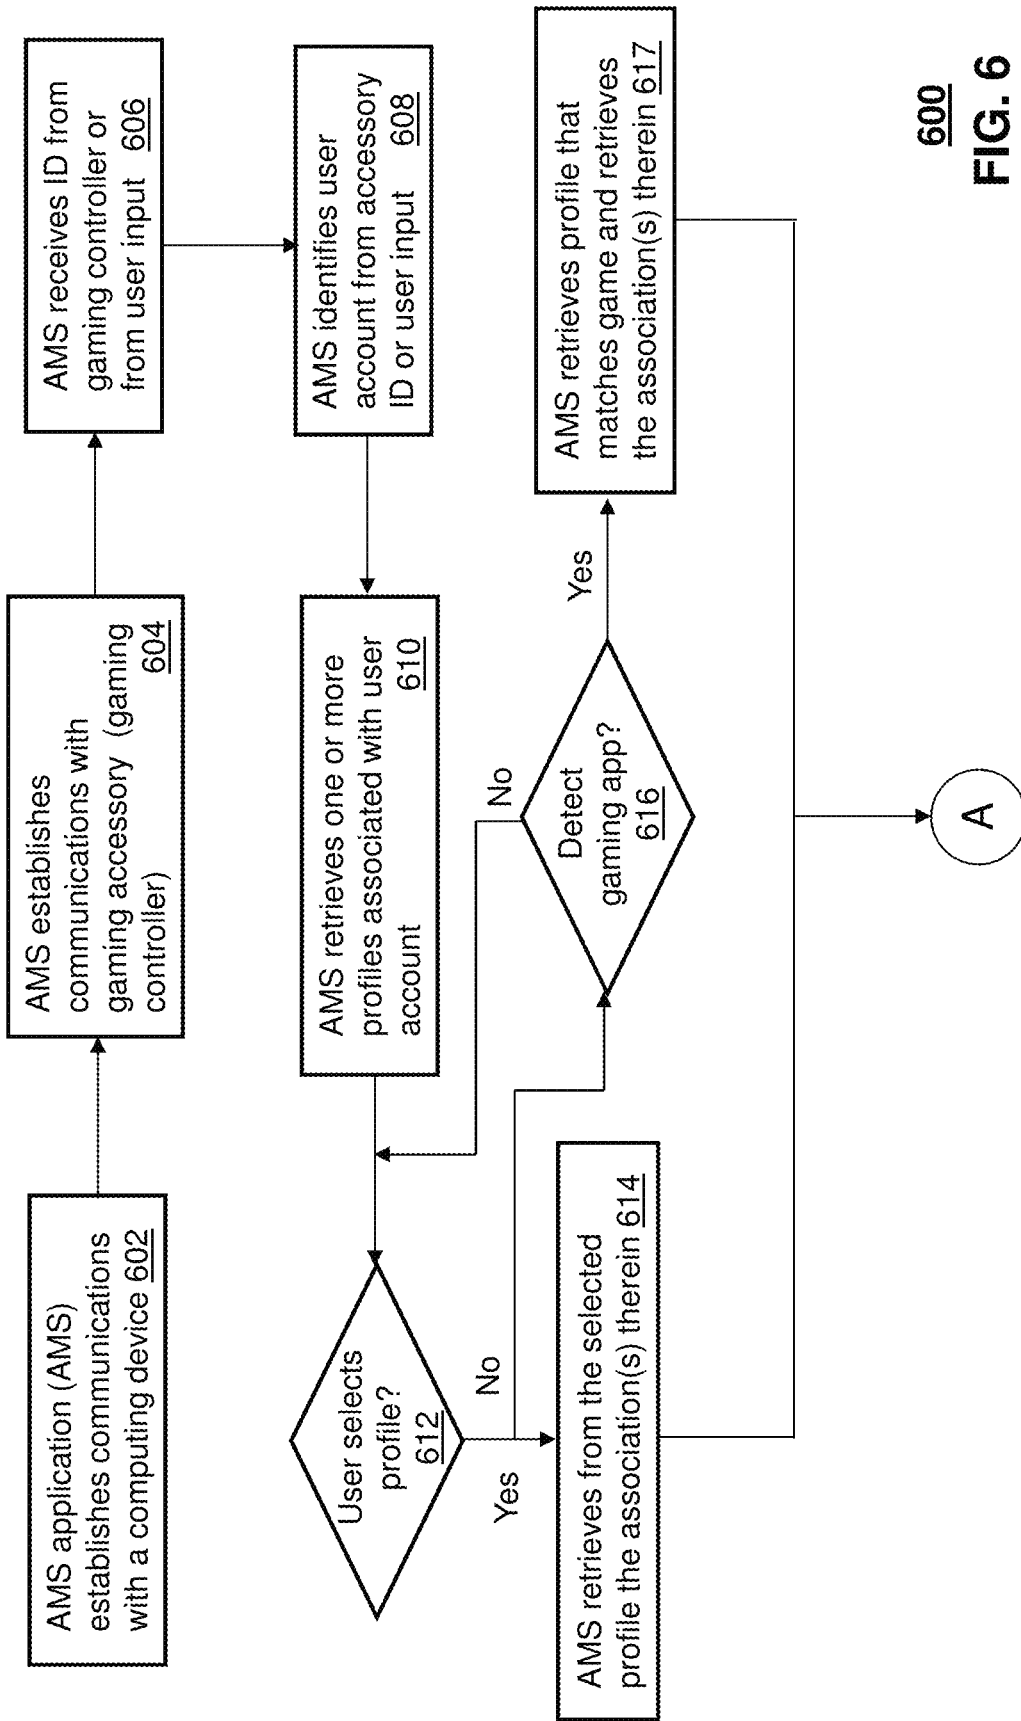 AMS application (AMS)
establishes communications
with a computing device 602
AMS establishes
communications with
gaming accessory (gaming
controller) 604
AMS receives ID from
gaming controller or
from user input 606
AMS identifies user
account from accessory
ID or user input 608
AMS retrieves one or more
profiles associated with user
account 610
User selects
profile?
612
No
Yes
AMS retrieves from the selected
profile the association(s) therein 614
Detect
gaming app?
616
No
Yes
AMS retrieves profile that
matches game and retrieves
the association(s) therein 617
A
600
FIG. 6